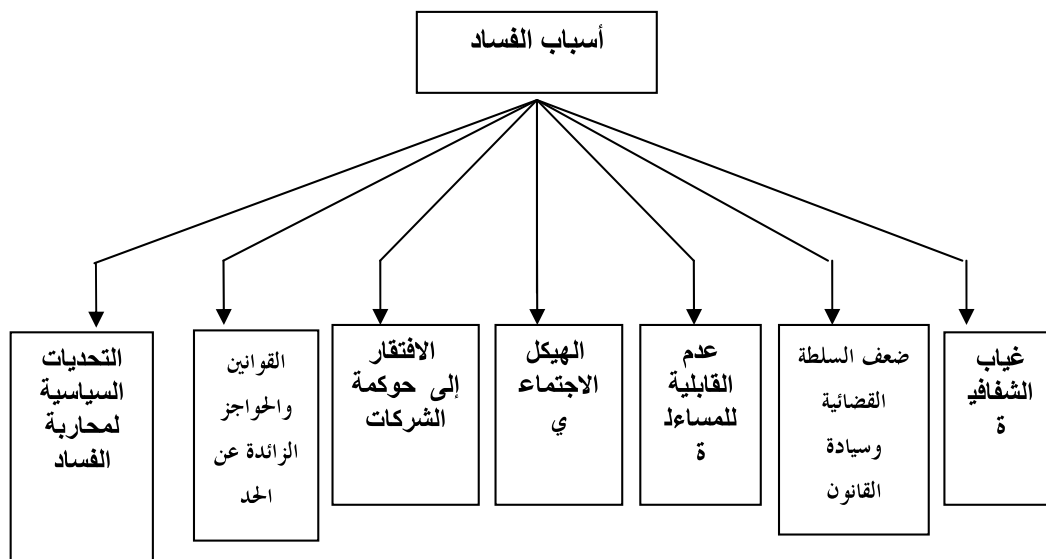 أسباب الفساد
غياب
الشفافي
ة
ضعف السلطة
القضائية
وسيادة
القانون
عدم
القابلية
للمساءل
ة
الهيكل
الاجتماع
ي
الافتقار
إلى حوكمة
الشركات
القوانين
والحواجز
الزائدة عن
الحد
التحديات
السياسية
لمحاربة
الفساد